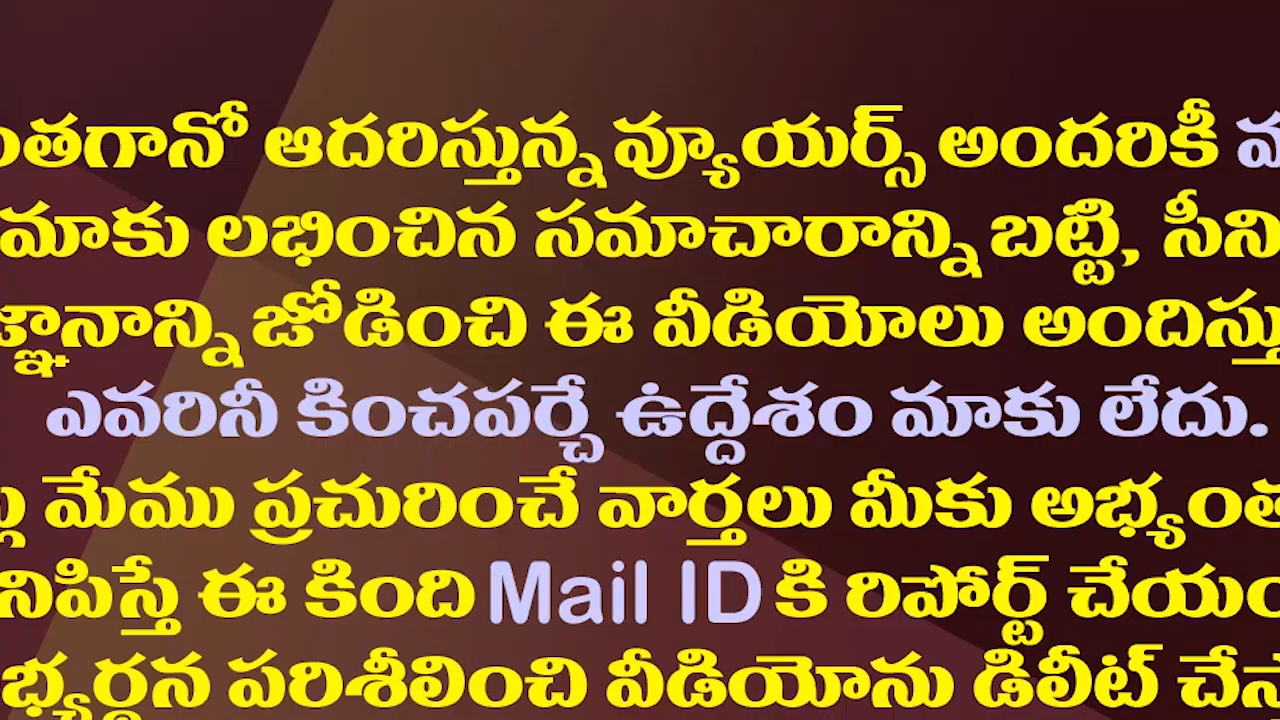 ఆదరిస్తున్న వ్యూయర్స్ అందరికీ
మాకు లభించిన సమాచారాన్ని బట్టి,
జోడించి ఈ వీడియోలు
ఎవరినీ కించపర్చే ఉద్దేశం మాకు లేదు.
మేము ప్రచురించే వార్తలు మీకు
ఈ కింది Mail ID కి రిపోర్ట్
పరిశీలించి వీడియోను డిలీట్